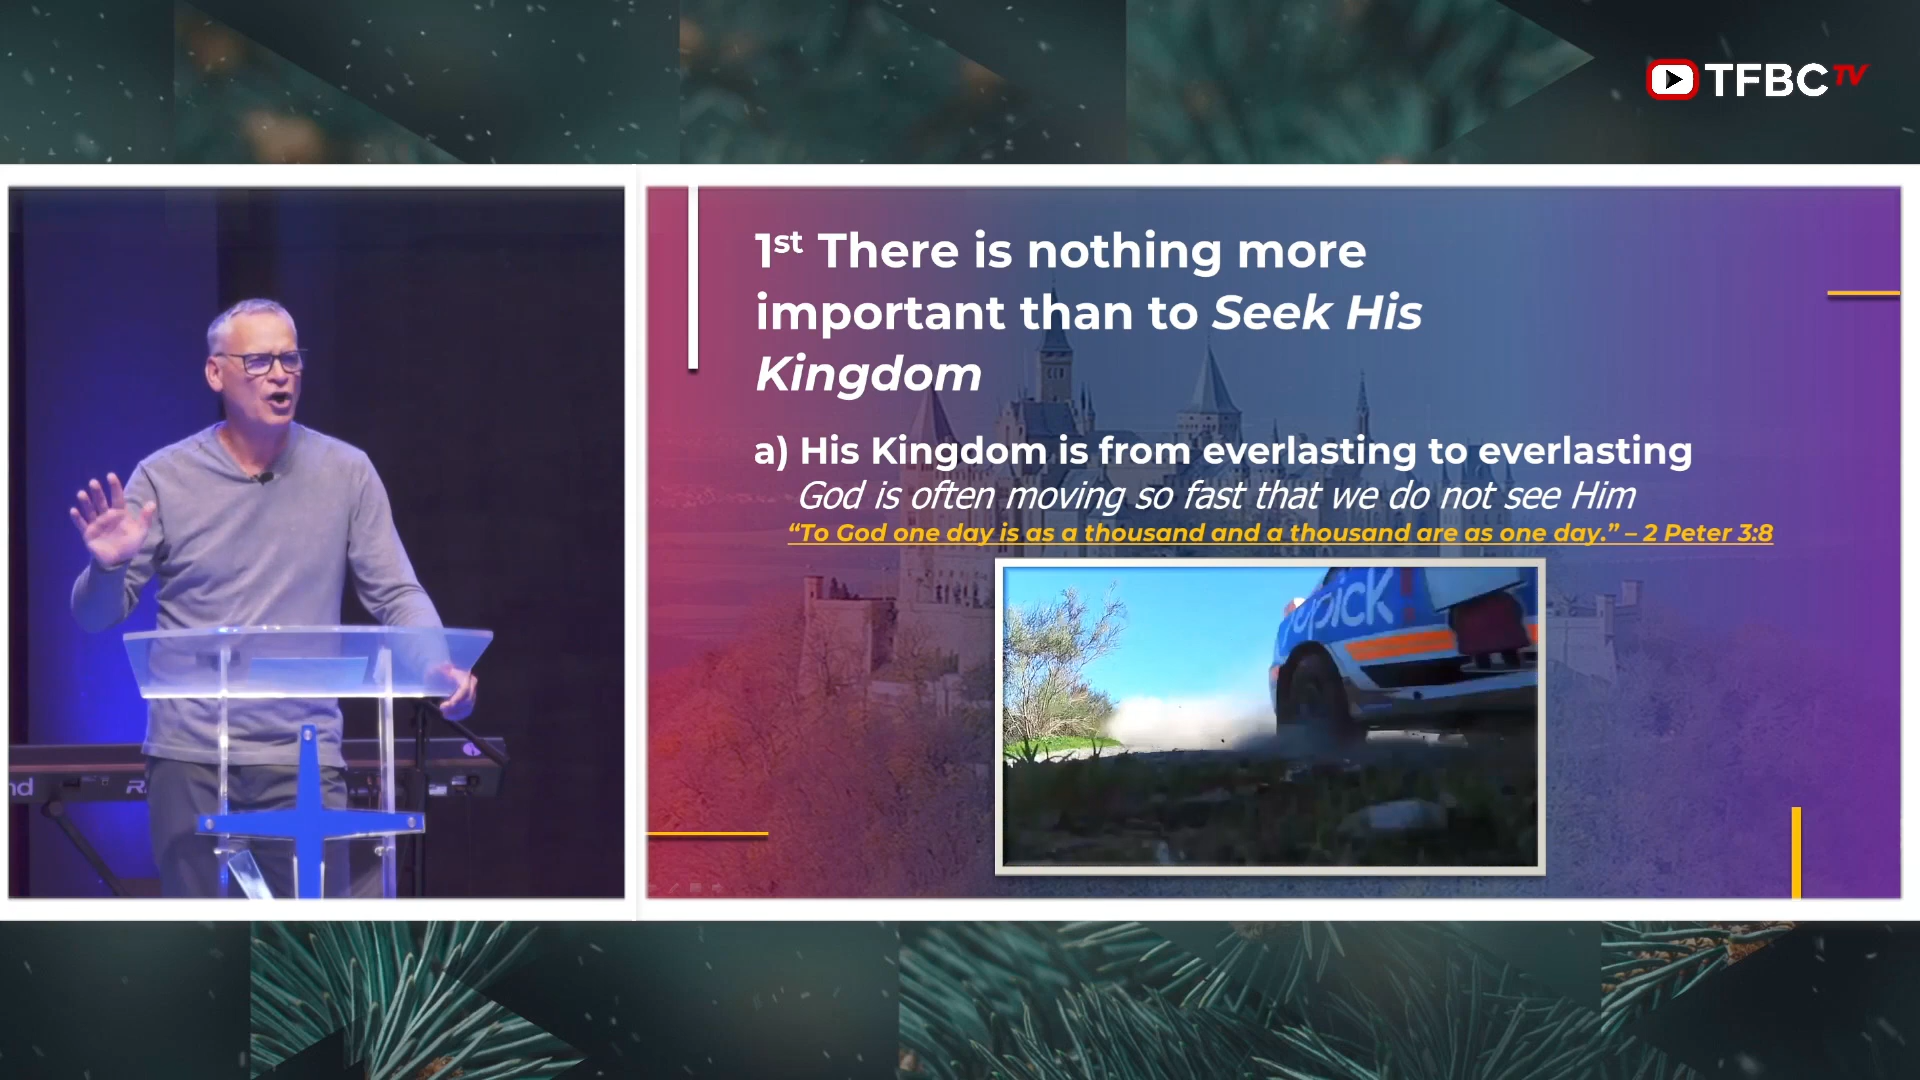 TFBC TV
1st There is nothing more
important than to Seek His
Kingdom
a) His Kingdom is from everlasting to everlasting
God is often moving so fast that we do not see Him
“To God one day is as a thousand and a thousand are as one day.” – 2 Peter 3:8